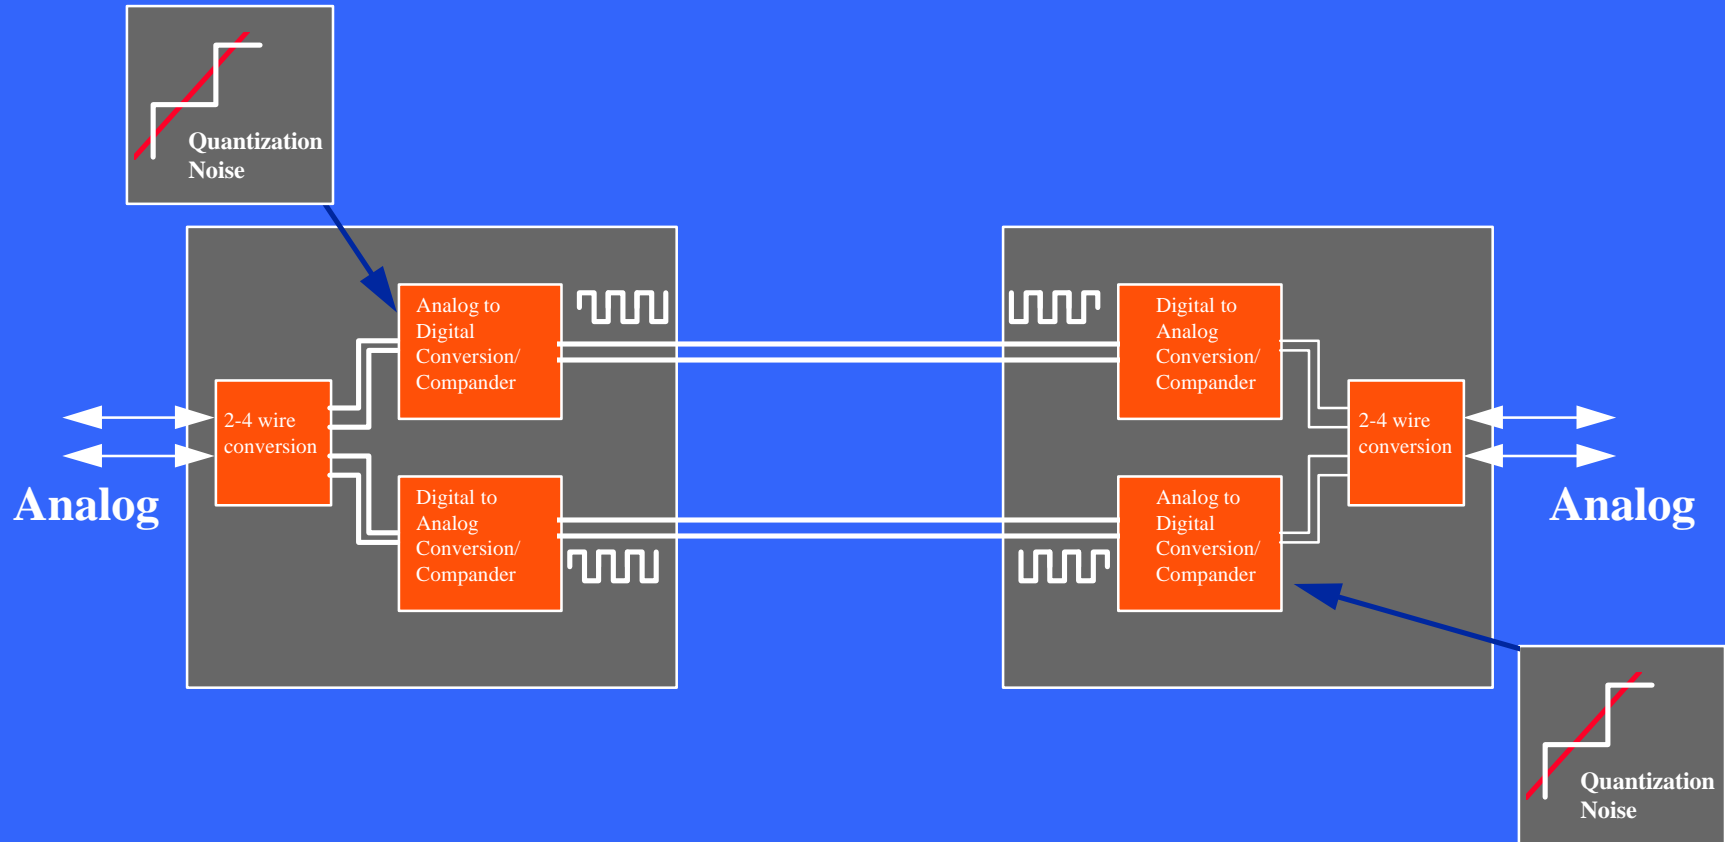 Quantization
Noise
Analog to
Digital
Conversion/
Compander
Digital to
Analog
Conversion/
Compander
2-4 wire
conversion
2-4 wire
conversion
Analog
Analog
Digital to
Analog
Conversion/
Compander
Analog to
Digital
Conversion/
Compander
Quantization
Noise